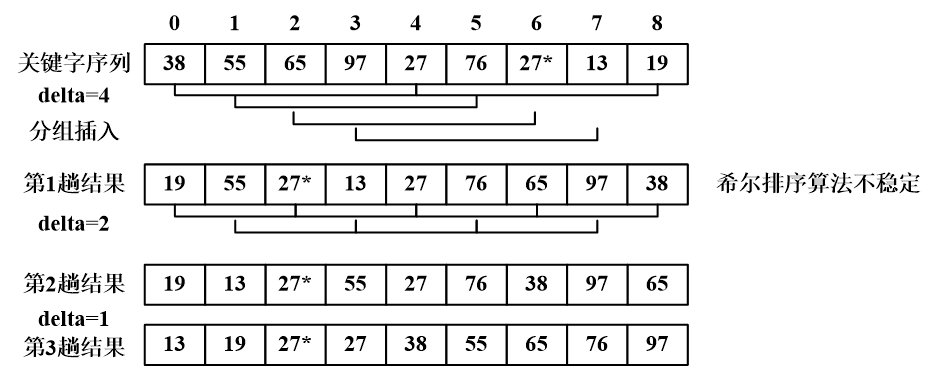 0 1 2 3 4 5 6 7 8
关键字序列 38 55 65 97 27 76 27* 13 19
delta=4
分组插入
第1趟结果 19 55 27* 13 27 76 65 97 38 希尔排序算法不稳定
delta=2
第2趟结果 19 13 27* 55 27 76 38 97 65
delta=1
第3趟结果 13 19 27* 27 38 55 65 76 97